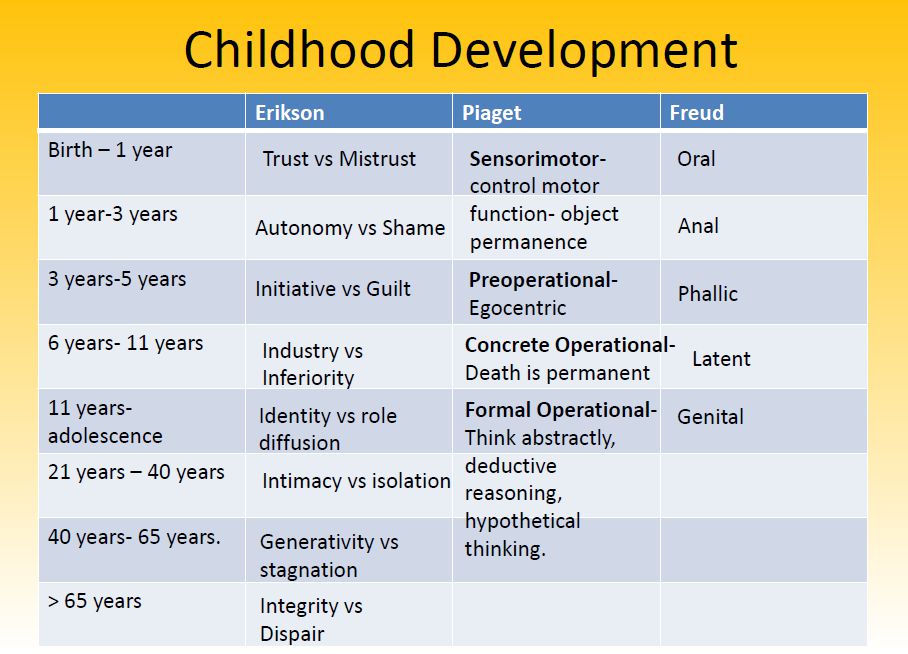 Childhood Development
Erikson Piaget Freud
Birth – 1 year
Trust vs Mistrust
Sensorimotor-
control motor
function- object
permanence
Oral
1 year-3 years
Autonomy vs Shame
Anal
3 years-5 years
Initiative vs Guilt
Preoperational-
Egocentric
Phallic
6 years- 11 years
Industry vs
Inferiority
Concrete Operational-
Death is permanent
Latent
11 years-
adolescence
Identity vs role
diffusion
Formal Operational-
Think abstractly,
deductive
reasoning,
hypothetical
thinking.
Genital
21 years – 40 years
Intimacy vs isolation
40 years- 65 years.
Generativity vs
stagnation
> 65 years
Integrity vs
Dispair